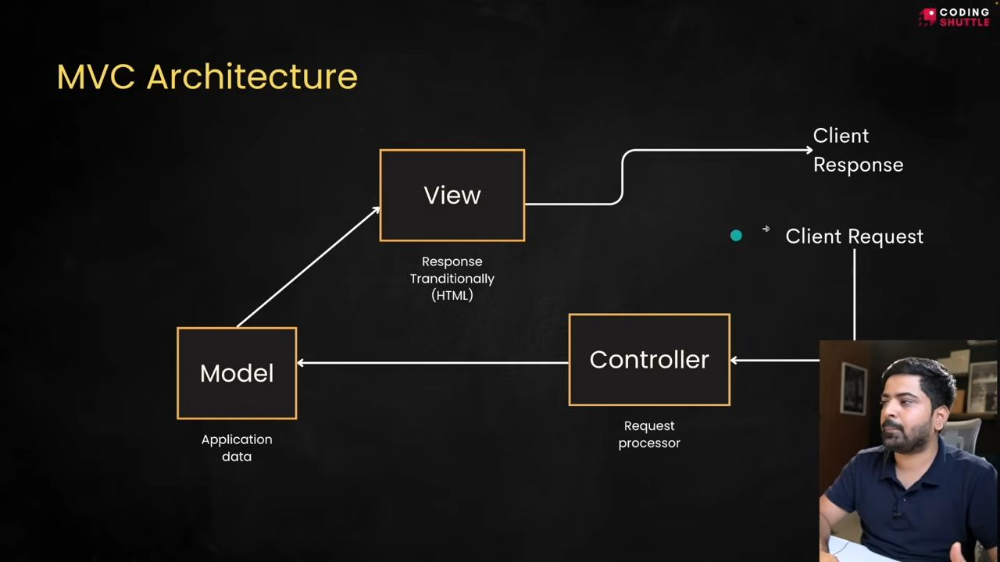 CODING
SHUTTLE
MVC Architecture
Client
Response
View
Client Request
Response
Tranditionally
(HTML)
Model
Controller
Application
data
Request
processor